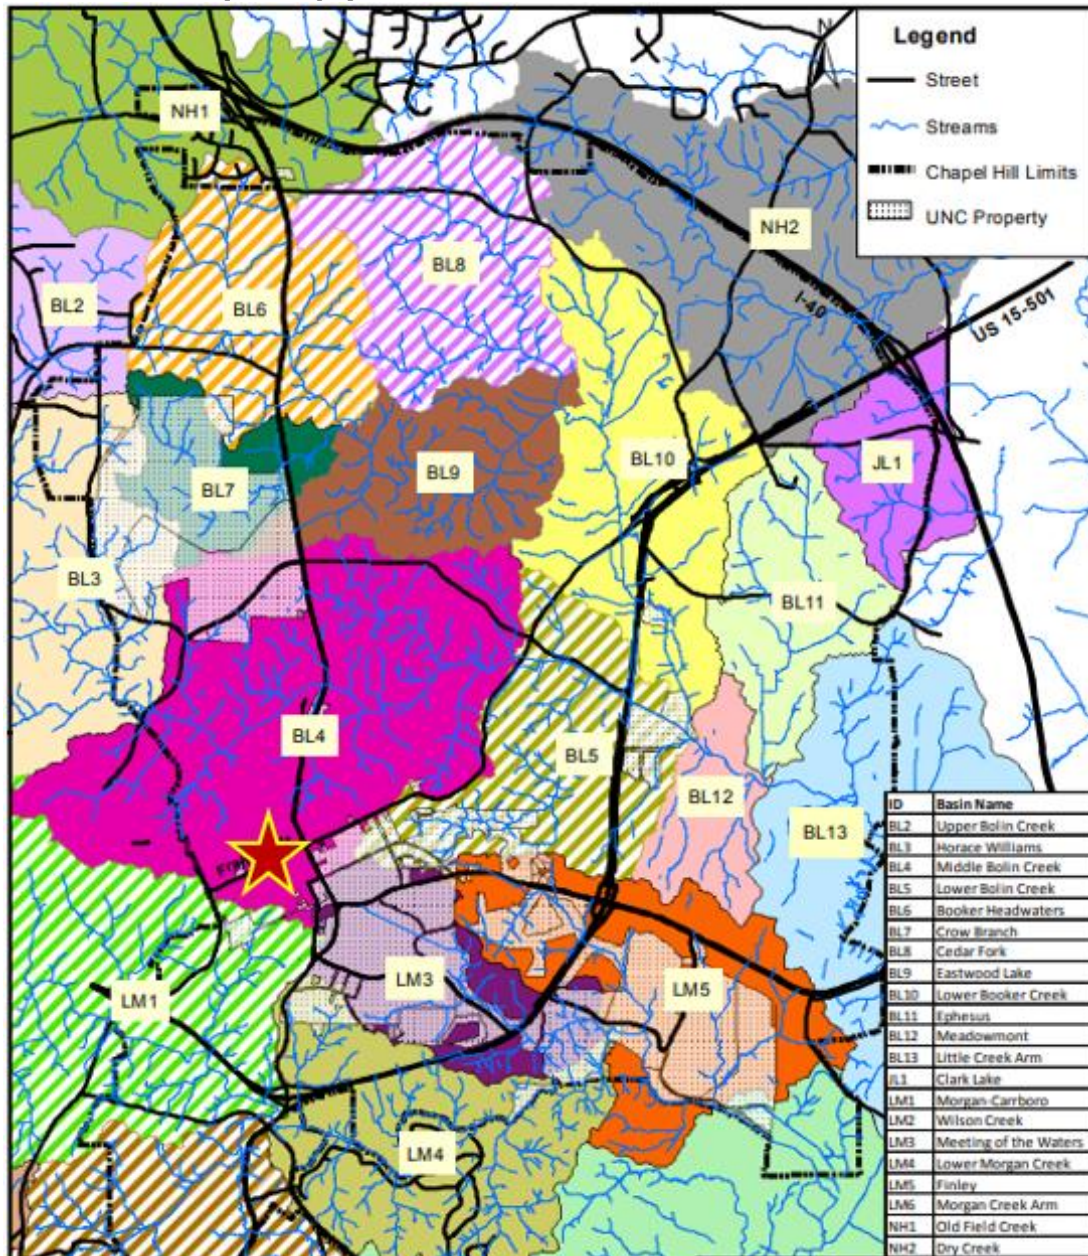 N
Legend
Street
Streams
Chapel Hill Limits
UNC Property
NH1
NH2
BL8
BL2
BL6
I-40
US 15-501
BL9
BL10
JL1
BL7
BL3
BL11
BL4
BL5
BL12
BL13
LM1
LM3
LM5
LM4
ID Basin Name
BL2 Upper Bolin Creek
BL3 Horace Williams
BL4 Middle Bolin Creek
BL5 Lower Bolin Creek
BL6 Booker Headwaters
BL7 Crow Branch
BL8 Cedar Fork
BL9 Eastwood Lake
BL10 Lower Booker Creek
BL11 Ephesus
BL12 Meadowmont
BL13 Little Creek Arm
JL1 Clark Lake
LM1 Morgan-Carrboro
LM2 Wilson Creek
LM3 Meeting of the Waters
LM4 Lower Morgan Creek
LM5 Finley
LM6 Morgan Creek Arm
NH1 Old Field Creek
NH2 Dry Creek